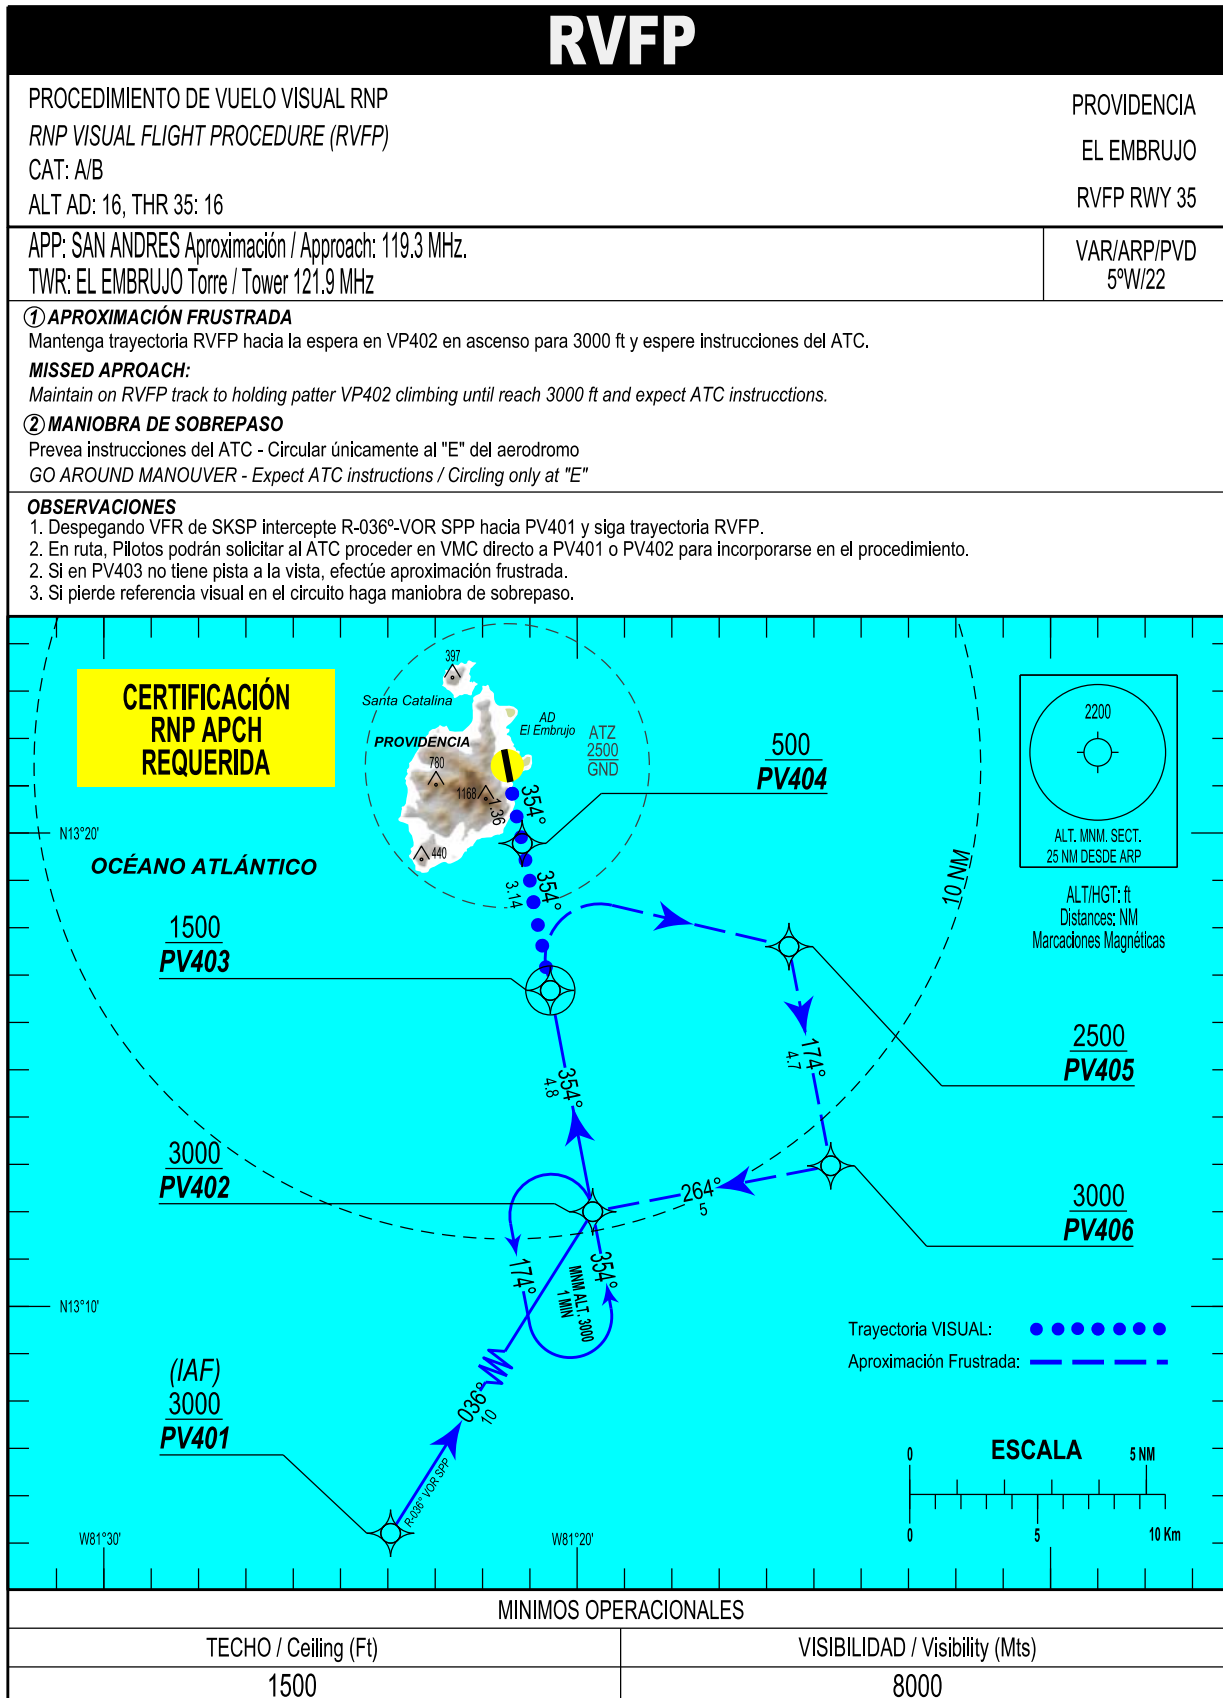 RVFP
PROCEDIMIENTO DE VUELO VISUAL RNP
RNP VISUAL FLIGHT PROCEDURE (RVFP)
CAT: A/B
ALT AD: 16, THR 35: 16
PROVIDENCIA
EL EMBRUJO
RVFP RWY 35
APP: SAN ANDRES Aproximación / Approach: 119.3 MHz.
TWR: EL EMBRUJO Torre / Tower 121.9 MHz
VAR/ARP/PVD
5ºW/22
① APROXIMACIÓN FRUSTRADA
Mantenga trayectoria RVFP hacia la espera en VP402 en ascenso para 3000 ft y espere instrucciones del ATC.
MISSED APROACH:
Maintain on RVFP track to holding patter VP402 climbing until reach 3000 ft and expect ATC instrucctions.
② MANIOBRA DE SOBREPASO
Prevea instrucciones del ATC - Circular únicamente al "E" del aerodromo
GO AROUND MANOUVER - Expect ATC instructions / Circling only at "E"
OBSERVACIONES
1. Despegando VFR de SKSP intercepte R-036º-VOR SPP hacia PV401 y siga trayectoria RVFP.
2. En ruta, Pilotos podrán solicitar al ATC proceder en VMC directo a PV401 o PV402 para incorporarse en el procedimiento.
2. Si en PV403 no tiene pista a la vista, efectúe aproximación frustrada.
3. Si pierde referencia visual en el circuito haga maniobra de sobrepaso.
CERTIFICACIÓN
RNP APCH
REQUERIDA
397
Santa Catalina
AD
El Embrujo
PROVIDENCIA
780
1168
440
ATZ
2500
GND
500
PV404
2200
ALT. MNM. SECT.
25 NM DESDE ARP
ALT/HGT: ft
Distances: NM
Marcaciones Magnéticas
N13°20'
OCÉANO ATLÁNTICO
354°
1.36
354°
3.14
10 NM
1500
PV403
2500
PV405
174°
4.7
354°
4.8
3000
PV402
264°
5
3000
PV406
174°
MNM ALT. 3000
1 MIN
354°
N13°10'
Trayectoria VISUAL:
Aproximación Frustrada:
(IAF)
3000
PV401
036°
10
R-036° VOR SPP
ESCALA
0
5 NM
0
5
10 Km
W81°30'
W81°20'
MINIMOS OPERACIONALES
TECHO / Ceiling (Ft)
VISIBILIDAD / Visibility (Mts)
1500
8000